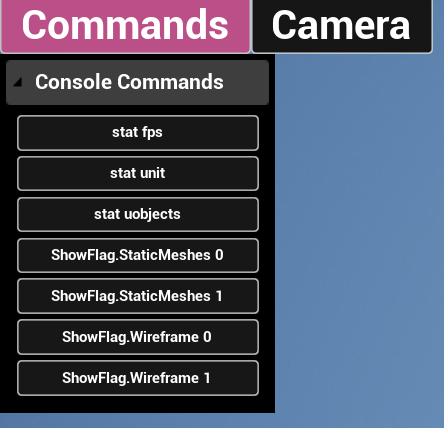 Commands Camera
Console Commands
stat fps
stat unit
stat uobjects
ShowFlag.StaticMeshes 0
ShowFlag.StaticMeshes 1
ShowFlag.Wireframe 0
ShowFlag.Wireframe 1